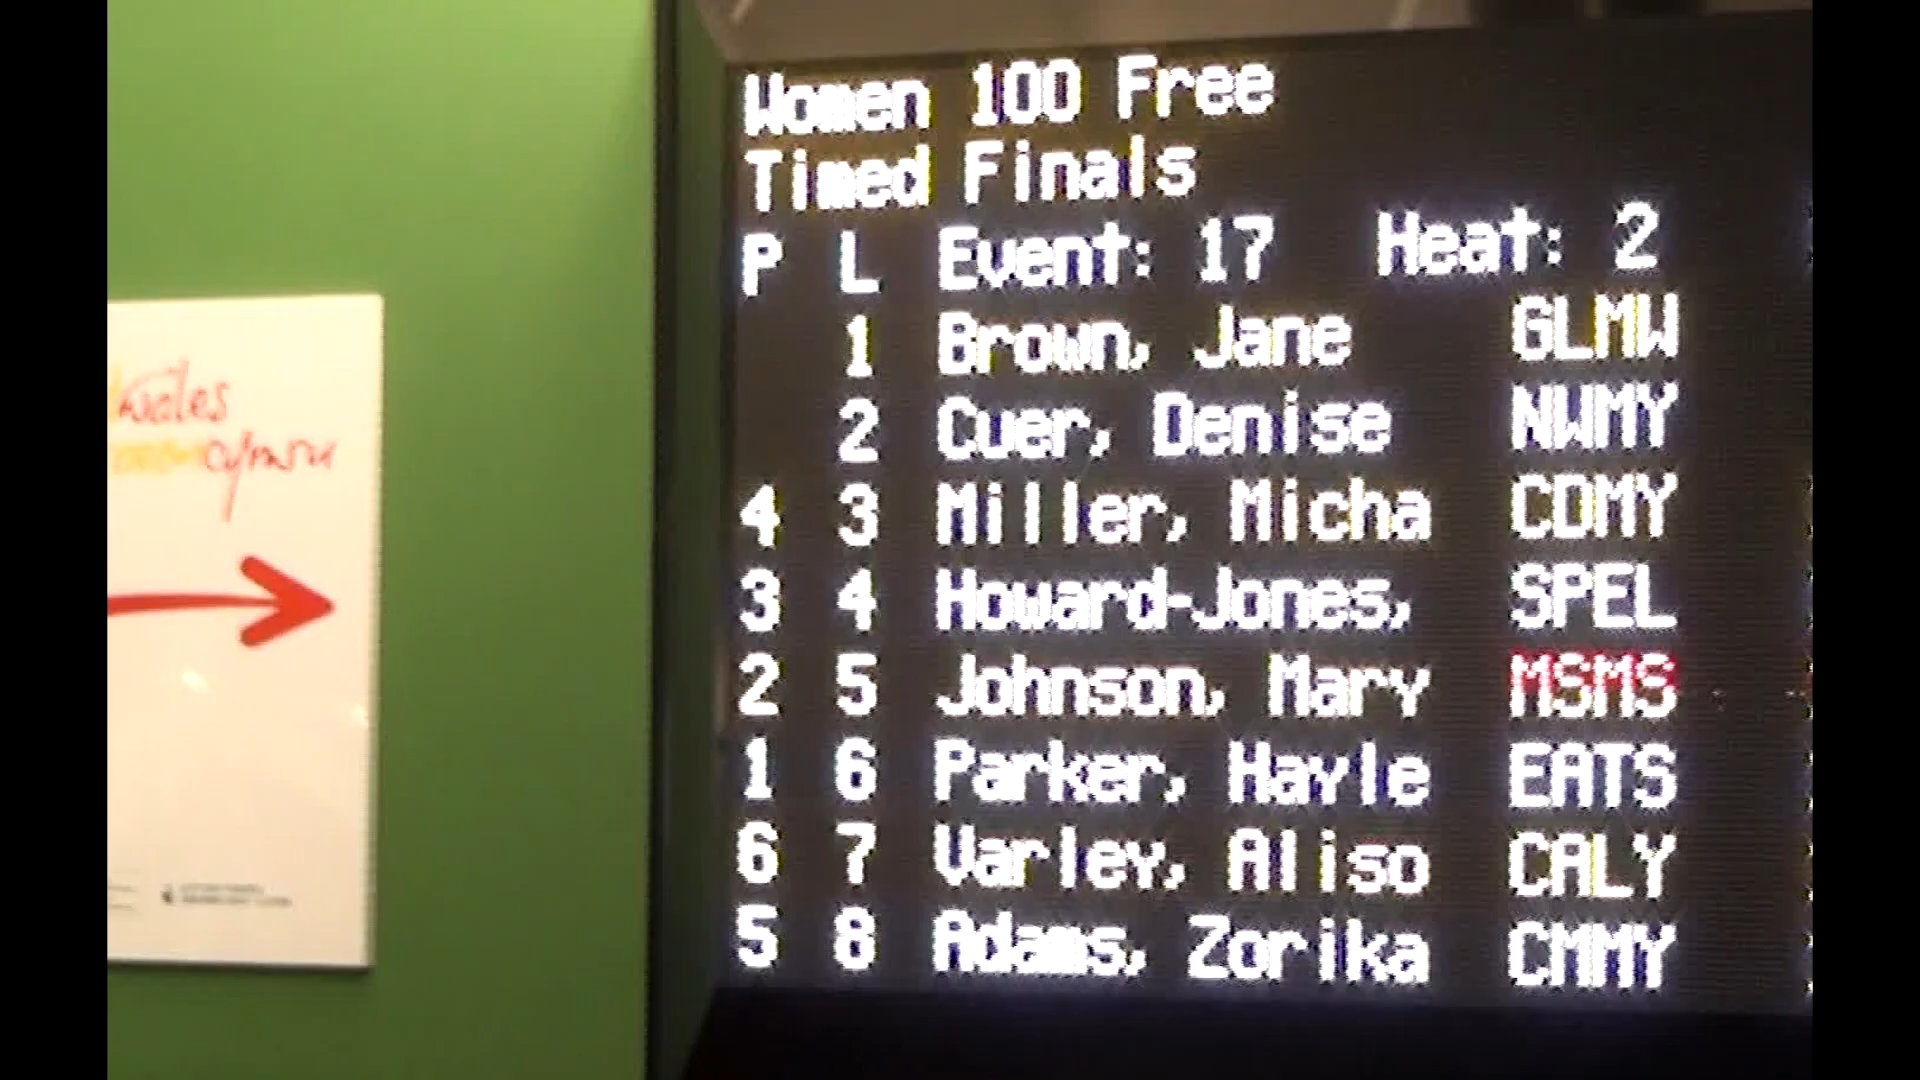 Women 100 Free
Timed Finals
P L Event: 17 Heat: 2
1 Brown, Jane GLMW
2 Cuer, Denise NWMY
4 3 Miller, Micha CDMY
3 4 Howard-Jones, SPEL
2 5 Johnson, Mary MSMS
1 6 Parker, Hayle EATS
6 7 Varley, Aliso CALY
5 8 Adams, Zorika CMMY
wales
cymru